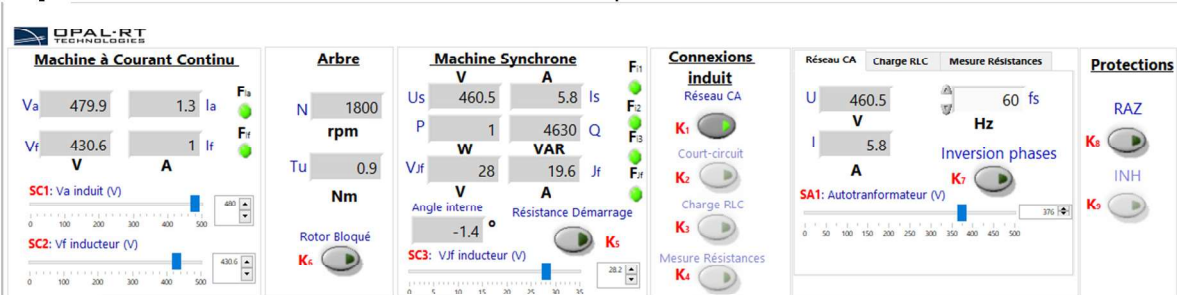 OPAL-RT
TECHNOLOGIES
Machine à Courant Continu
Va 479.9 1.3 Ia
Fia
Vf 430.6 1 If
Fif
V A
SC1: Va induit (V)
480
0 100 200 300 400 500
SC2: Vf inducteur (V)
430.6
0 100 200 300 400 500
Arbre
N 1800
rpm
Tu 0.9
Nm
Rotor Bloqué
K6
Machine Synchrone
V A
Us 460.5 5.8 Is
P 1 4630 Q
W VAR
VJf 28 19.6 Jf
V A
Fi1
Fi2
Fi3
FJf
Angle interne
-1.4 °
Résistance Démarrage
K5
SC3: VJf inducteur (V)
28.2
0 5 10 15 20 25 30 35
Connexions
induit
Réseau CA
K1
Court-circuit
K2
Charge RLC
K3
Mesure Résistances
K4
Réseau CA Charge RLC Mesure Résistances
U 460.5 60 fs
V Hz
I 5.8
A
Inversion phases
K7
SA1: Autotranformateur (V)
376
0 50 100 150 200 250 300 350 400 450 500
Protections
RAZ
K8
INH
K9